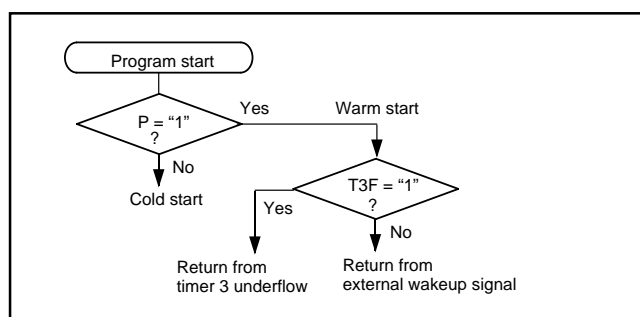 Program start
P = “1”
?
Yes
Warm start
No
Cold start
T3F = “1”
?
Yes
No
Return from
timer 3 underflow
Return from
external wakeup signal